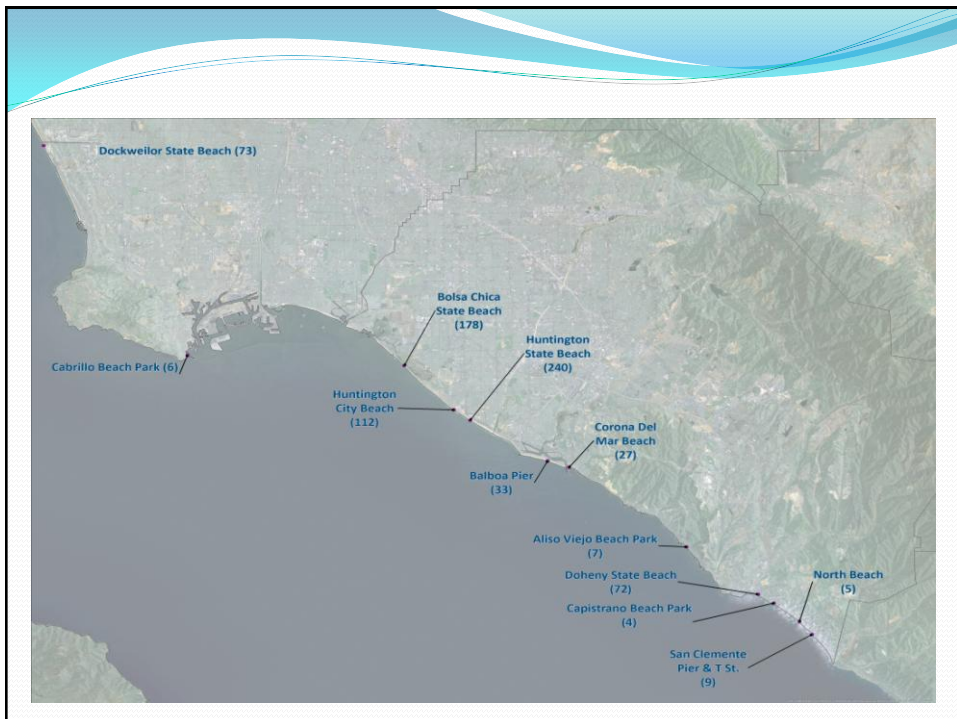 Dockweilor State Beach (73)
Bolsa Chica
State Beach
(178)
Huntington
State Beach
(240)
Cabrillo Beach Park (6)
Huntington
City Beach
(112)
Corona Del
Mar Beach
(27)
Balboa Pier
(33)
Aliso Viejo Beach Park
(7)
Doheny State Beach
(72)
North Beach
(5)
Capistrano Beach Park
(4)
San Clemente
Pier & T St.
(9)